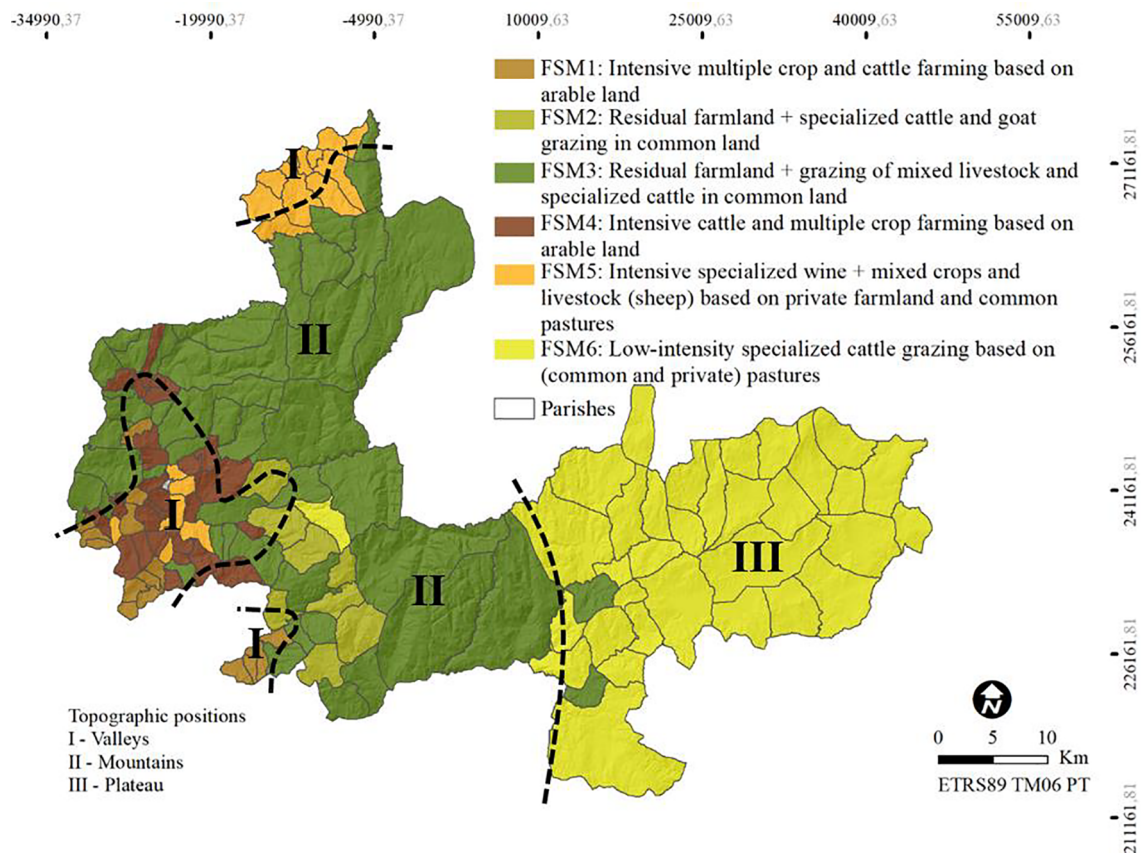 -34990,37 -19990,37 -4990,37 10009,63 25009,63 40009,63 55009,63
FSM1: Intensive multiple crop and cattle farming based on
arable land
FSM2: Residual farmland + specialized cattle and goat
grazing in common land
FSM3: Residual farmland + grazing of mixed livestock and
specialized cattle in common land
FSM4: Intensive cattle and multiple crop farming based on
arable land
FSM5: Intensive specialized wine + mixed crops and
livestock (sheep) based on private farmland and common
pastures
FSM6: Low-intensity specialized cattle grazing based on
(common and private) pastures
Parishes
271161,81
256161,81
241161,81
226161,81
211161,81
I
II
I
II
III
I
Topographic positions
I - Valleys
II - Mountains
III - Plateau
N
0 5 10
Km
ETRS89 TM06 PT